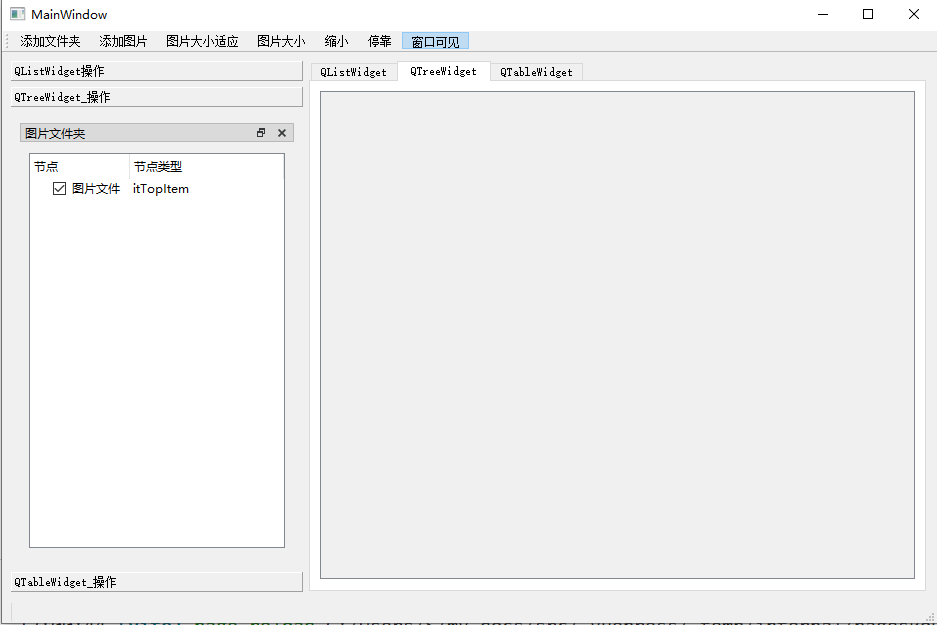 MainWindow
添加文件夹 添加图片 图片大小适应 图片大小 缩小 停靠 窗口可见
QListWidget操作
QTreeWidget_操作
图片文件夹
节点 节点类型
图片文件 itTopItem
QTableWidget_操作
QListWidget QTreeWidget QTableWidget